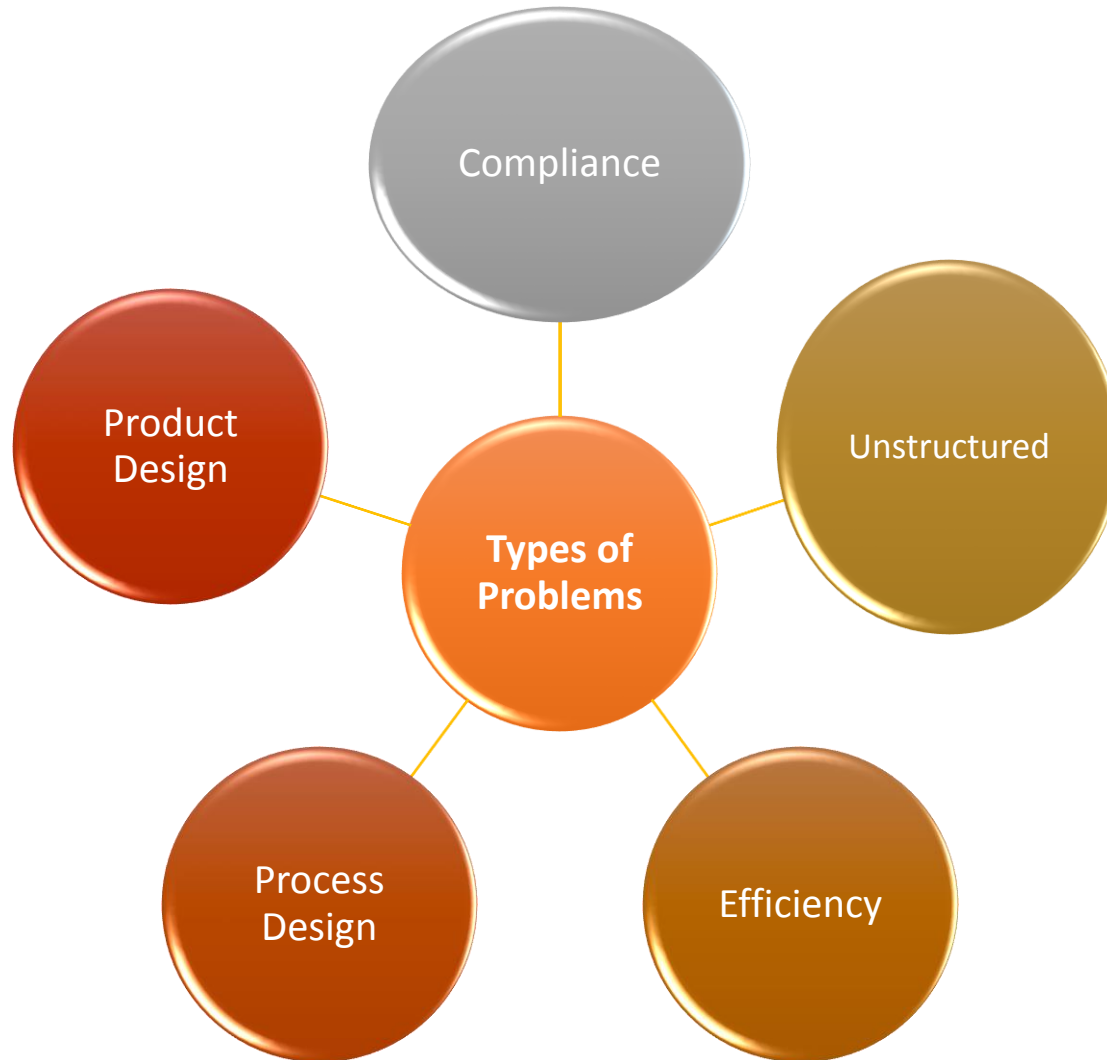 Compliance
Unstructured
Efficiency
Process
Design
Product
Design
Types of
Problems